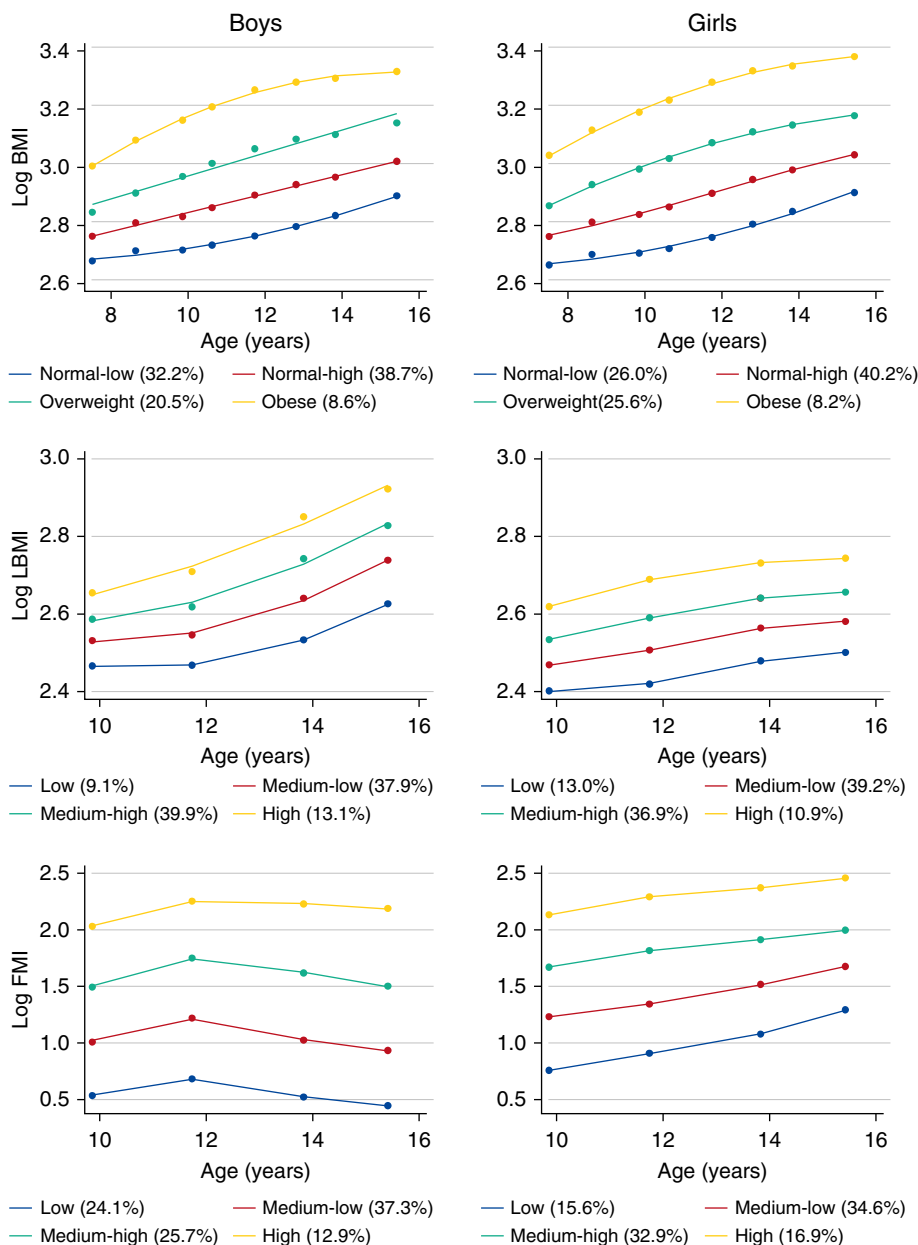 Boys Girls
Log BMI
3.4
3.2
3.0
2.8
2.6
8 10 12 14 16
8 10 12 14 16
Age (years) Age (years)
Normal-low (32.2%) Normal-high (38.7%)
Overweight (20.5%) Obese (8.6%)
3.4
3.2
3.0
2.8
2.6
Normal-low (26.0%) Normal-high (40.2%)
Overweight(25.6%) Obese (8.2%)
Log LBMI
3.0
2.8
2.6
2.4
10 12 14 16
Age (years)
Low (9.1%) Medium-low (37.9%)
Medium-high (39.9%) High (13.1%)
3.0
2.8
2.6
2.4
10 12 14 16
Age (years)
Low (13.0%) Medium-low (39.2%)
Medium-high (36.9%) High (10.9%)
Log FMI
2.5
2.0
1.5
1.0
0.5
10 12 14 16
Age (years)
Low (24.1%) Medium-low (37.3%)
Medium-high (25.7%) High (12.9%)
2.5
2.0
1.5
1.0
0.5
10 12 14 16
Age (years)
Low (15.6%) Medium-low (34.6%)
Medium-high (32.9%) High (16.9%)